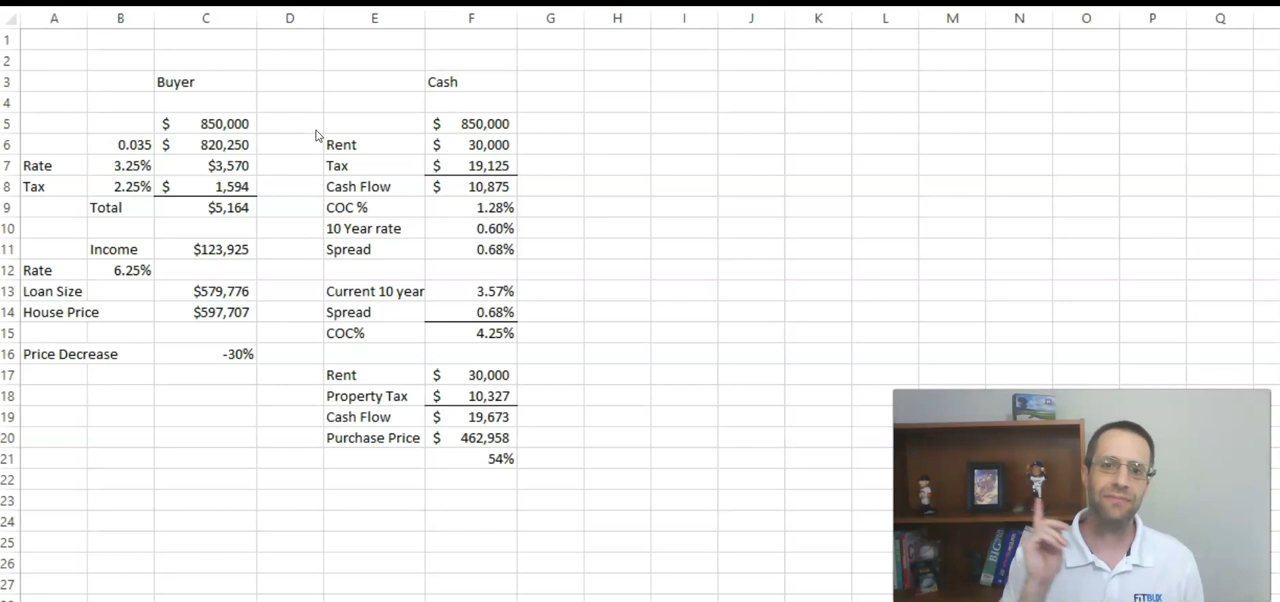 A B C D E F G H I J K L M N O P Q
1
2
3 Buyer Cash
4
5 $ 850,000 $ 850,000
6 0.035 $ 820,250 Rent $ 30,000
7 Rate 3.25% $3,570 Tax $ 19,125
8 Tax 2.25% $ 1,594 Cash Flow $ 10,875
9 Total $5,164 COC % 1.28%
10 10 Year rate 0.60%
11 Income $123,925 Spread 0.68%
12 Rate 6.25%
13 Loan Size $579,776 Current 10 year 3.57%
14 House Price $597,707 Spread 0.68%
15 COC% 4.25%
16 Price Decrease -30%
17 Rent $ 30,000
18 Property Tax $ 10,327
19 Cash Flow $ 19,673
20 Purchase Price $ 462,958
21 54%
22
23
24
25
26
27
BIG
FITBUX